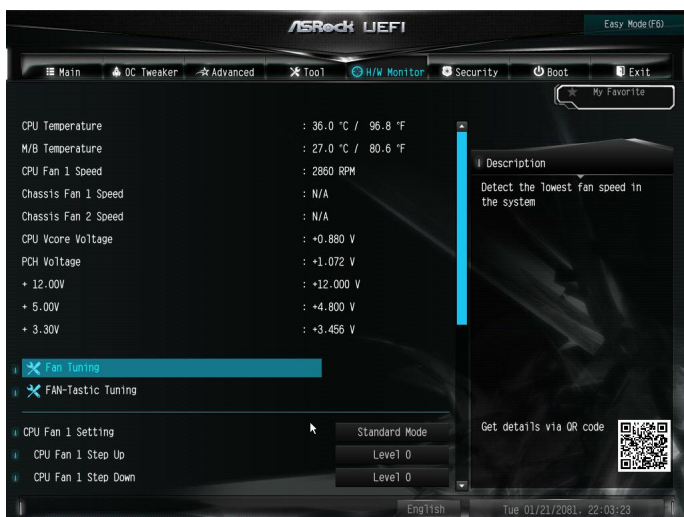 ASRock UEFI
Easy Mode(F6)
Main
OC Tweaker
Advanced
Tool
H/W Monitor
Security
Boot
Exit
My Favorite
CPU Temperature : 36.0 °C / 96.8 °F
M/B Temperature : 27.0 °C / 80.6 °F
CPU Fan 1 Speed : 2860 RPM
Chassis Fan 1 Speed : N/A
Chassis Fan 2 Speed : N/A
CPU Vcore Voltage : +0.880 V
PCH Voltage : +1.072 V
+ 12.00V : +12.000 V
+ 5.00V : +4.800 V
+ 3.30V : +3.456 V
Fan Tuning
FAN-Tastic Tuning
CPU Fan 1 Setting Standard Mode
CPU Fan 1 Step Up Level 0
CPU Fan 1 Step Down Level 0
Description
Detect the lowest fan speed in
the system
Get details via QR code
English
Tue 01/21/2081. 22:03:23